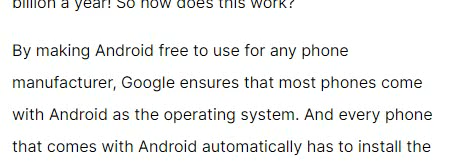 billion a year! So how does this work?
By making Android free to use for any phone
manufacturer, Google ensures that most phones come
with Android as the operating system. And every phone
that comes with Android automatically has to install the